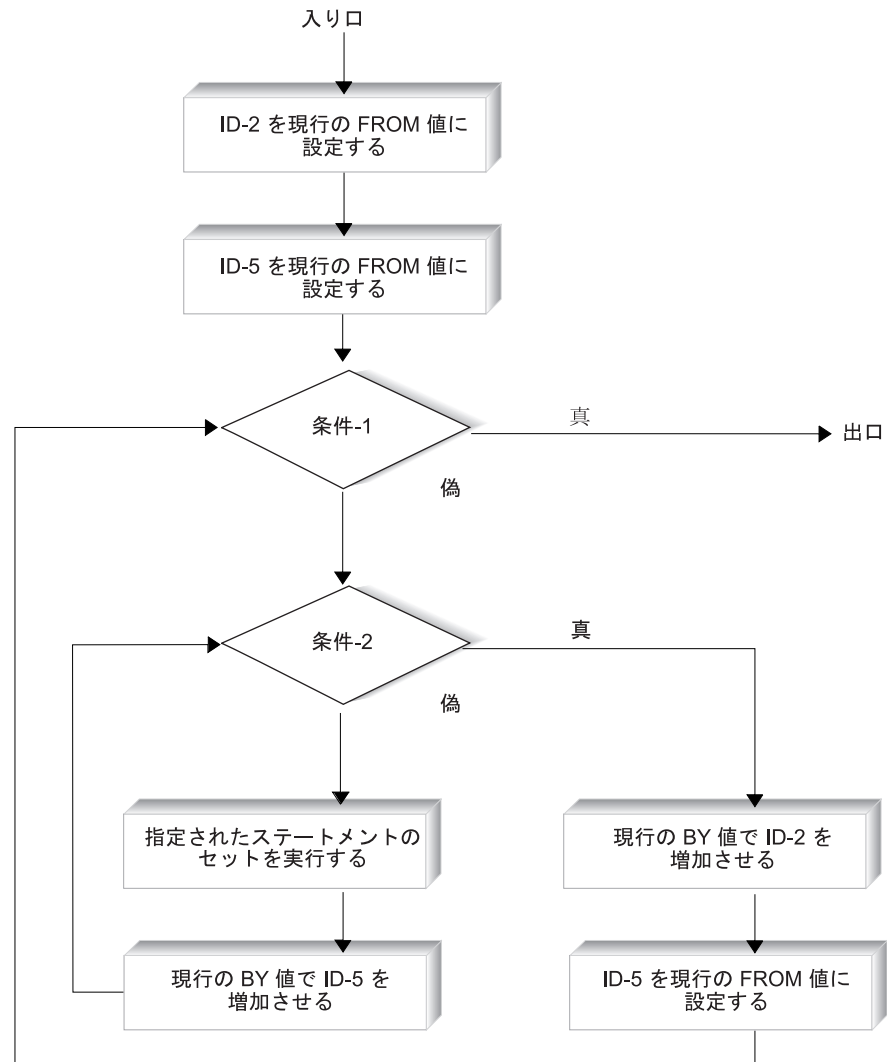 入り口
ID-2 を現行の FROM 値に
設定する
ID-5 を現行の FROM 値に
設定する
条件-1
真
出口
偽
条件-2
真
偽
指定されたステートメントの
セットを実行する
現行の BY 値で ID-2 を
増加させる
現行の BY 値で ID-5 を
増加させる
ID-5 を現行の FROM 値に
設定する